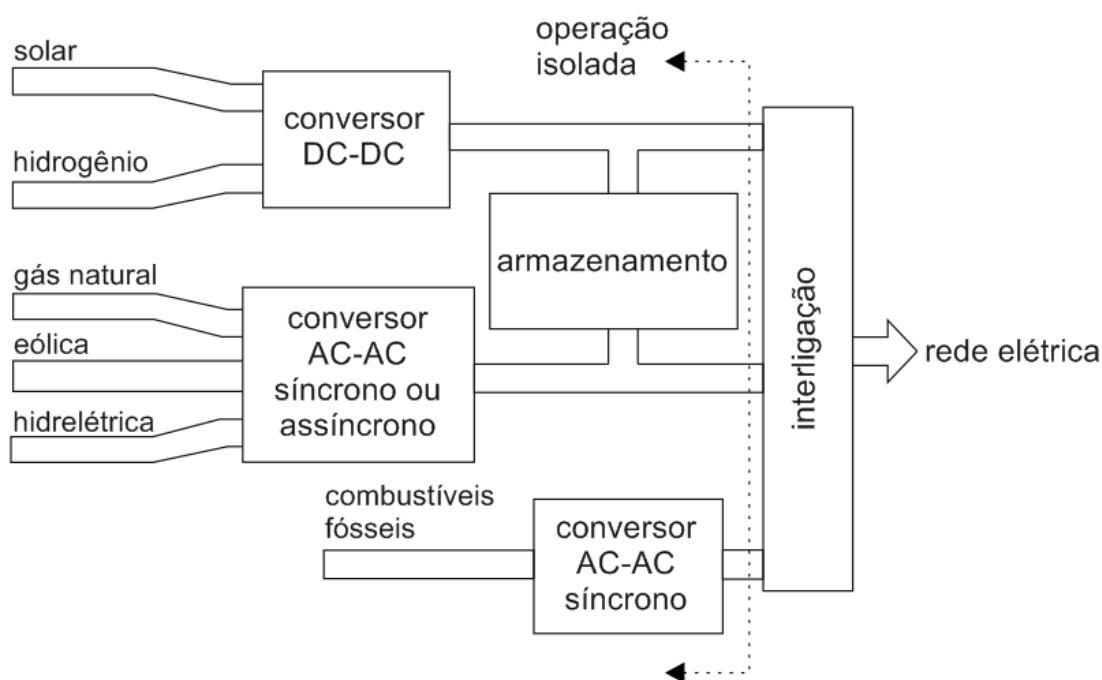 operação
isolada
solar
conversor
DC-DC
hidrogênio
armazenamento
gás natural
conversor
AC-AC
síncrono ou
assíncrono
eólica
hidrelétrica
interligação
rede elétrica
combustíveis
fósseis
conversor
AC-AC
síncrono